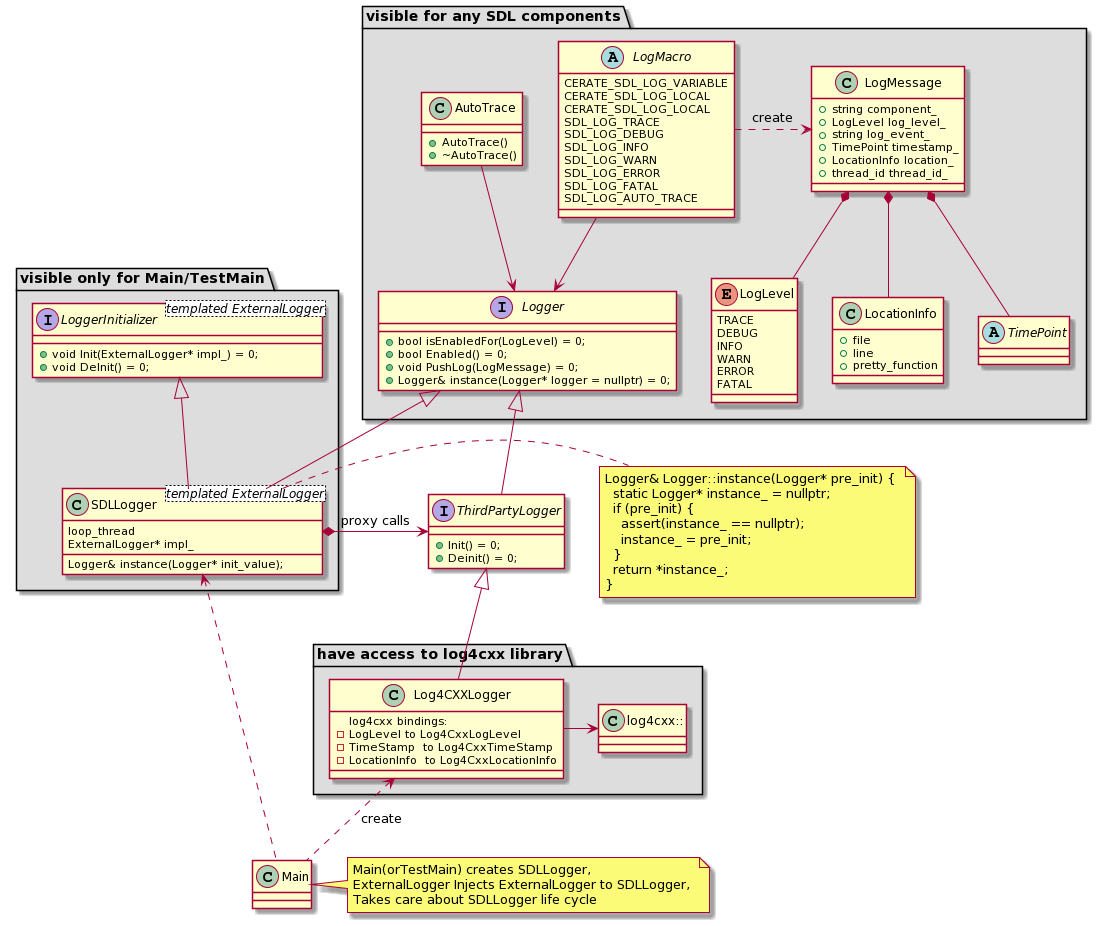 visible for any SDL components
A LogMacro
CERATE_SDL_LOG_VARIABLE
CERATE_SDL_LOG_LOCAL
CERATE_SDL_LOG_LOCAL
SDL_LOG_TRACE
SDL_LOG_DEBUG
SDL_LOG_INFO
SDL_LOG_WARN
SDL_LOG_ERROR
SDL_LOG_FATAL
SDL_LOG_AUTO_TRACE
C AutoTrace
AutoTrace()
~AutoTrace()
create
C LogMessage
string component_
LogLevel log_level_
string log_event_
TimePoint timestamp_
LocationInfo location_
thread_id thread_id_
visible only for Main/TestMain
I LoggerInitializer
templated ExternalLogger
void Init(ExternalLogger* impl_) = 0;
void DeInit() = 0;
I Logger
bool isEnabledFor(LogLevel) = 0;
bool Enabled() = 0;
void PushLog(LogMessage) = 0;
Logger& instance(Logger* logger = nullptr) = 0;
E LogLevel
TRACE
DEBUG
INFO
WARN
ERROR
FATAL
C LocationInfo
file
line
pretty_function
A TimePoint
C SDLLogger
templated ExternalLogger
loop_thread
ExternalLogger* impl_
Logger& instance(Logger* init_value);
proxy calls
I ThirdPartyLogger
Init() = 0;
Deinit() = 0;
Logger& Logger::instance(Logger* pre_init) {
static Logger* instance_ = nullptr;
if (pre_init) {
assert(instance_ == nullptr);
instance_ = pre_init;
}
return *instance_;
}
have access to log4cxx library
C Log4CXXLogger
log4cxx bindings:
LogLevel to Log4CxxLogLevel
TimeStamp to Log4CxxTimeStamp
LocationInfo to Log4CxxLocationInfo
C log4cxx::
create
C Main
Main(orTestMain) creates SDLLogger,
ExternalLogger Injects ExternalLogger to SDLLogger,
Takes care about SDLLogger life cycle